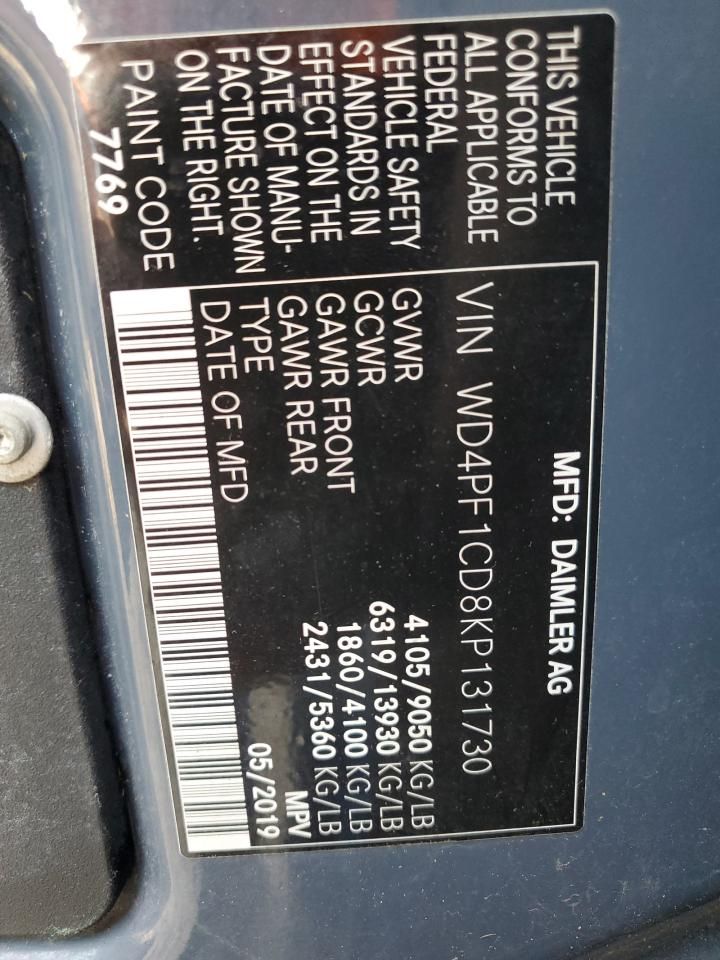 THIS VEHICLE
CONFORMS TO
ALL APPLICABLE
FEDERAL
VEHICLE SAFETY
STANDARDS IN
EFFECT ON THE
DATE OF MANU-
FACTURE SHOWN
ON THE RIGHT.
PAINT CODE
7769
MFD: DAIMLER AG
VIN WD4PF1CD8KP131730
GVWR 4105/9050 KG/LB
GCWR 6319/13930 KG/LB
GAWR FRONT 1860/4100 KG/LB
GAWR REAR 2431/5360 KG/LB
TYPE MPV
DATE OF MFD 05/2019